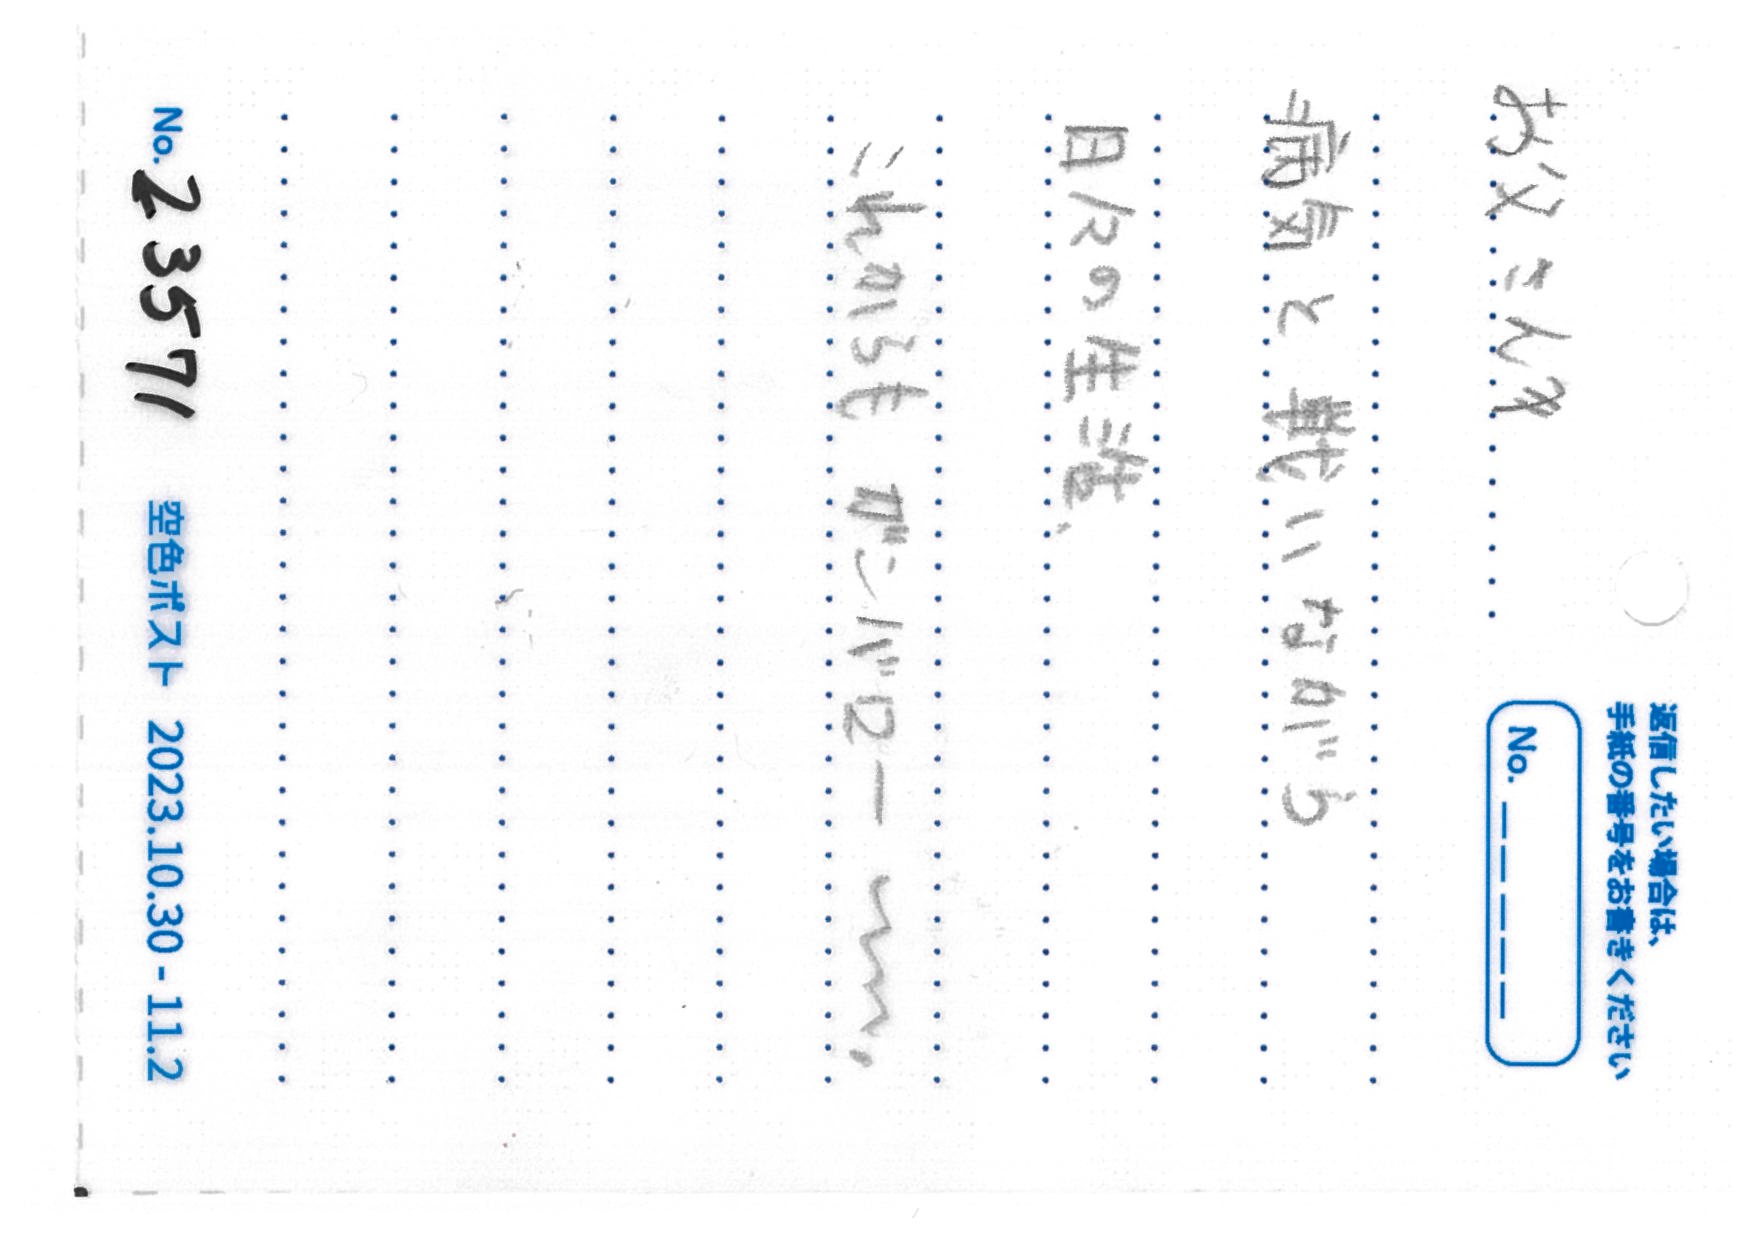 返信したい場合は、
手紙の番号をお書きください
No. _ _ _ _ _
お父さん
病気と戦いながら
日々の生活、
これからもガンバロー〜〜〜。
No. 23571 空色ポスト 2023.10.30 - 11.2